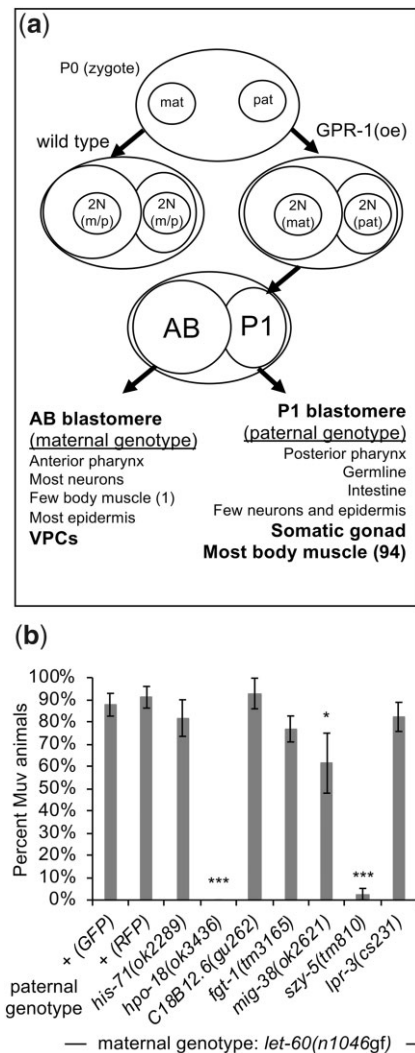 (a)
P0 (zygote)
mat
pat
wild type
GPR-1(oe)
2N
(m/p)
2N
(m/p)
2N
(mat)
2N
(pat)
AB
P1
AB blastomere
(maternal genotype)
Anterior pharynx
Most neurons
Few body muscle (1)
Most epidermis
VPCs
P1 blastomere
(paternal genotype)
Posterior pharynx
Germline
Intestine
Few neurons and epidermis
Somatic gonad
Most body muscle (94)
(b)
Percent Muv animals
100%
90%
80%
70%
60%
50%
40%
30%
20%
10%
0%
***
*
***
+ (GFP)
+ (RFP)
his-71(ok2289)
hpo-18(ok3436)
C18B12.6(gu262)
fgt-1(tm3165)
mig-38(ok2621)
szy-5(tm810)
lpr-3(cs231)
paternal
genotype
maternal genotype: let-60(n1046gf)